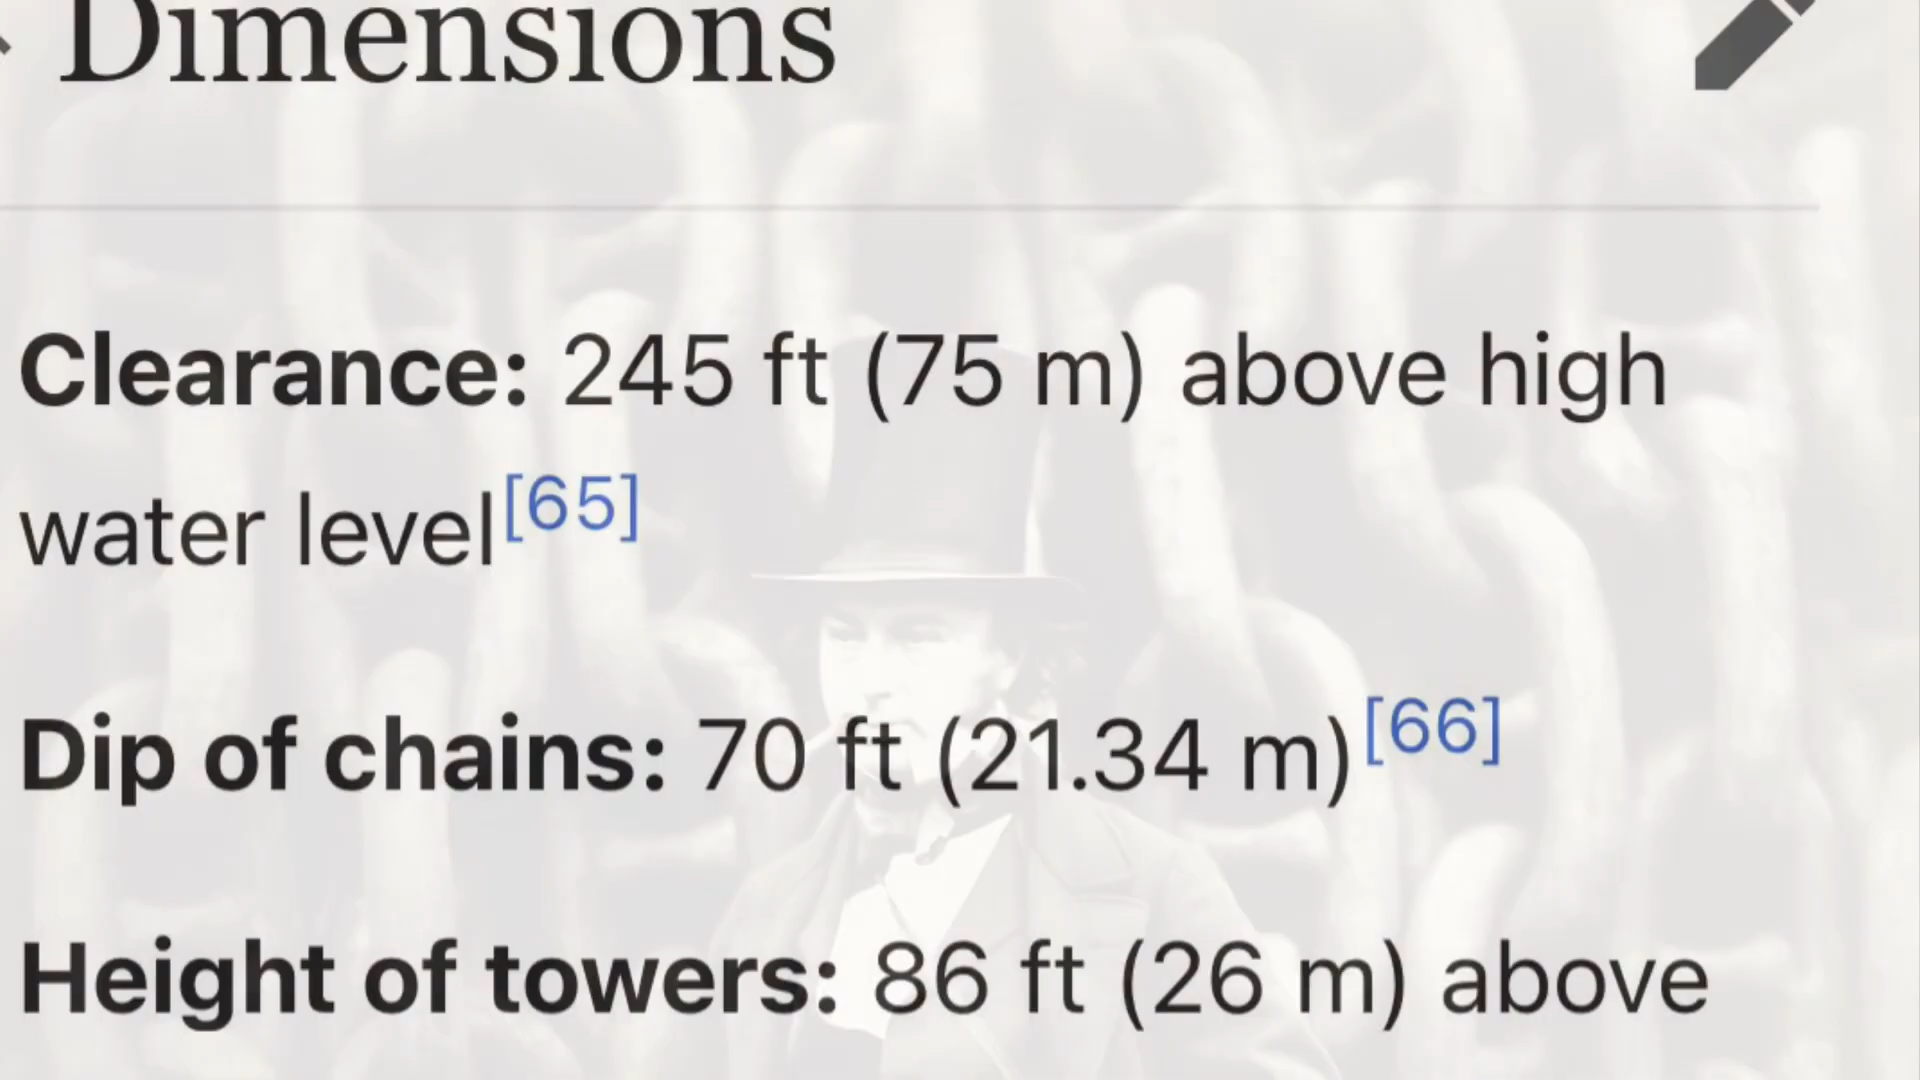 Dimensions
Clearance: 245 ft (75 m) above high
water level[65]
Dip of chains: 70 ft (21.34 m)[66]
Height of towers: 86 ft (26 m) above